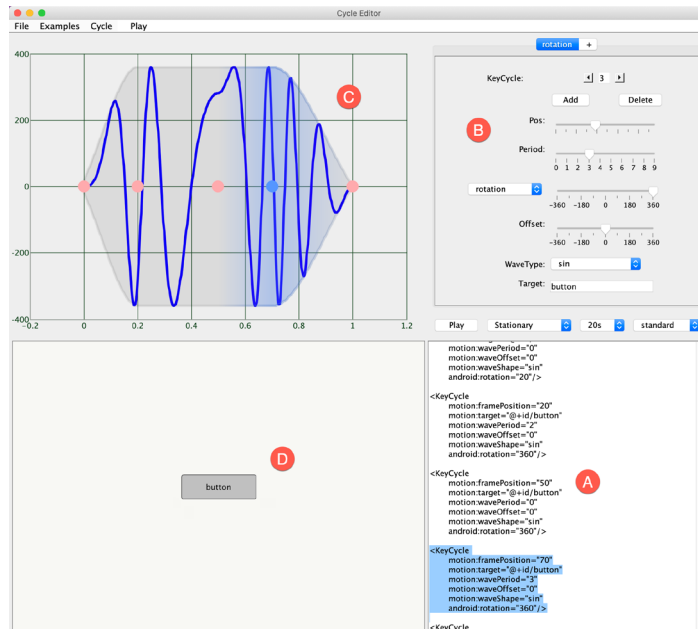 Cycle Editor
File Examples Cycle Play
rotation +
400
200
0
-200
-400
-0.2 0 0.2 0.4 0.6 0.8 1 1.2
C
B
KeyCycle: 3
Add Delete
Pos:
Period:
0 1 2 3 4 5 6 7 8 9
rotation
-360 -180 0 180 360
Offset:
-360 -180 0 180 360
WaveType: sin
Target: button
Play Stationary 20s standard
D
button
A
motion:wavePeriod="0"
motion:waveOffset="0"
motion:waveShape="sin"
android:rotation="20"/>
<KeyCycle
motion:framePosition="20"
motion:target="@+id/button"
motion:wavePeriod="2"
motion:waveOffset="0"
motion:waveShape="sin"
android:rotation="360"/>
<KeyCycle
motion:framePosition="50"
motion:target="@+id/button"
motion:wavePeriod="0"
motion:waveOffset="0"
motion:waveShape="sin"
android:rotation="360"/>
<KeyCycle
motion:framePosition="70"
motion:target="@+id/button"
motion:wavePeriod="3"
motion:waveOffset="0"
motion:waveShape="sin"
android:rotation="360"/>
<KeyCycle